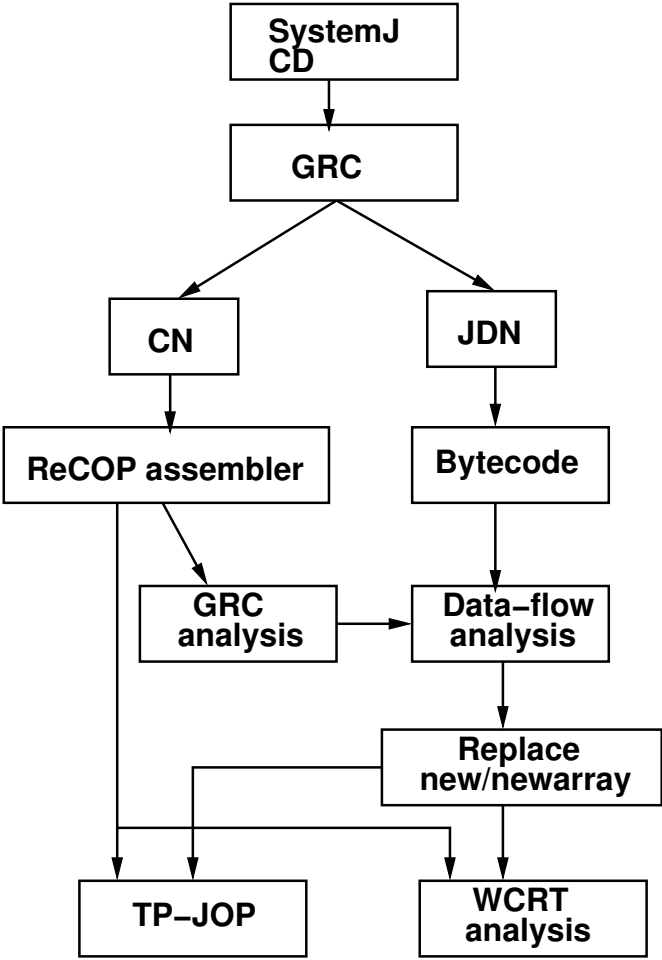 SystemJ
CD
GRC
CN
JDN
ReCOP assembler
Bytecode
GRC
analysis
Data−flow
analysis
Replace
new/newarray
TP−JOP
WCRT
analysis